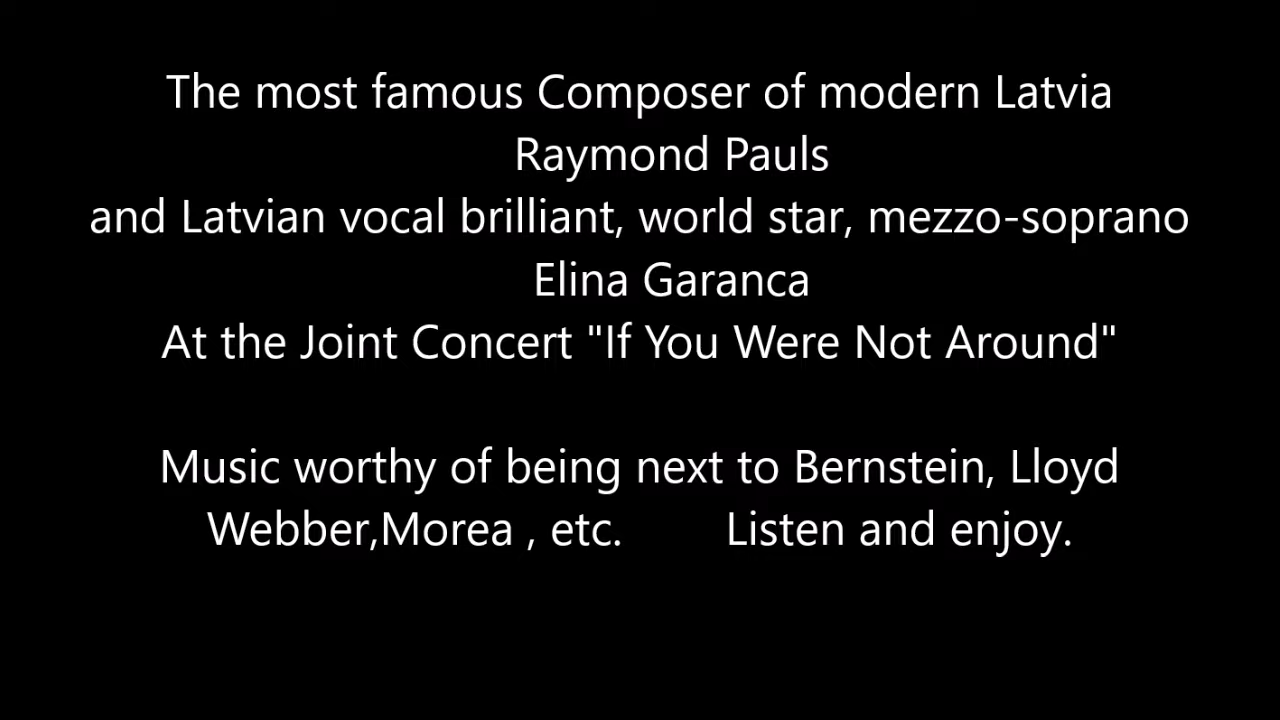 The most famous Composer of modern Latvia
Raymond Pauls
and Latvian vocal brilliant, world star, mezzo-soprano
Elina Garanca
At the Joint Concert "If You Were Not Around"
Music worthy of being next to Bernstein, Lloyd
Webber,Morea , etc. Listen and enjoy.